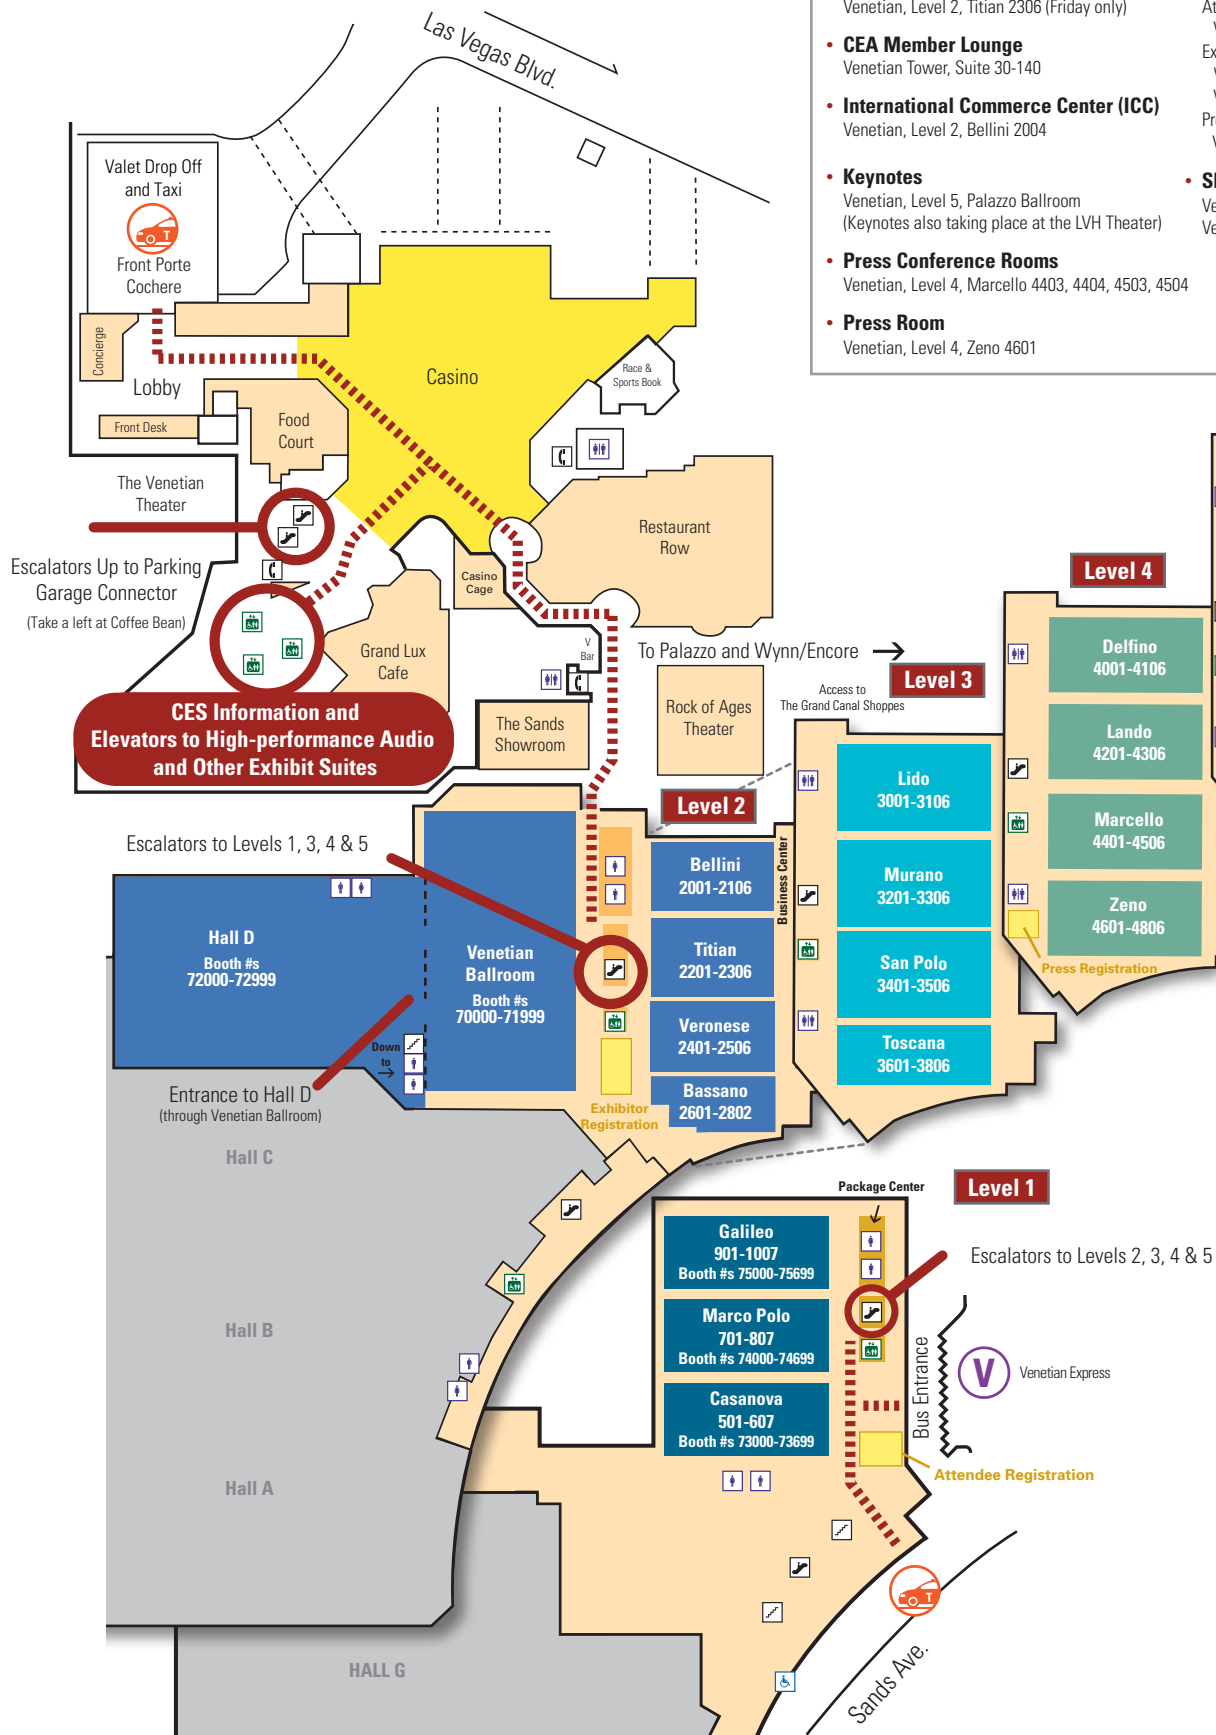 Venetian, Level 2, Titian 2306 (Friday only)
• CEA Member Lounge
Venetian Tower, Suite 30-140
• International Commerce Center (ICC)
Venetian, Level 2, Bellini 2004
• Keynotes
Venetian, Level 5, Palazzo Ballroom
(Keynotes also taking place at the LVH Theater)
• Press Conference Rooms
Venetian, Level 4, Marcello 4403, 4404, 4503, 4504
• Press Room
Venetian, Level 4, Zeno 4601
Las Vegas Blvd.
Valet Drop Off
and Taxi
T
Front Porte
Cochere
Concierge
Lobby
Front Desk
Food
Court
Casino
Race &
Sports Book
The Venetian
Theater
Restaurant
Row
Escalators Up to Parking
Garage Connector
(Take a left at Coffee Bean)
Casino
Cage
Grand Lux
Cafe
V
Bar
To Palazzo and Wynn/Encore
CES Information and
Elevators to High-performance Audio
and Other Exhibit Suites
The Sands
Showroom
Rock of Ages
Theater
Access to
The Grand Canal Shoppes
Level 4
Delfino
4001-4106
Lando
4201-4306
Marcello
4401-4506
Zeno
4601-4806
Press Registration
Level 3
Lido
3001-3106
Murano
3201-3306
San Polo
3401-3506
Toscana
3601-3806
Level 2
Business Center
Bellini
2001-2106
Titian
2201-2306
Veronese
2401-2506
Bassano
2601-2802
Exhibitor
Registration
Escalators to Levels 1, 3, 4 & 5
Hall D
Booth #s
72000-72999
Venetian
Ballroom
Booth #s
70000-71999
Down
to
Entrance to Hall D
(through Venetian Ballroom)
Hall C
Hall B
Hall A
HALL G
Level 1
Package Center
Galileo
901-1007
Booth #s 75000-75699
Marco Polo
701-807
Booth #s 74000-74699
Casanova
501-607
Booth #s 73000-73699
Escalators to Levels 2, 3, 4 & 5
Bus Entrance
V
Venetian Express
Attendee Registration
T
Sands Ave.